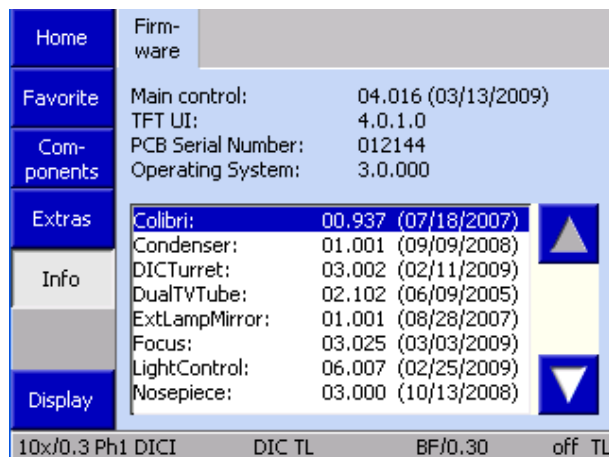 Home
Favorite
Com-
ponents
Extras
Info
Display
Firm-
ware
Main control: 04.016 (03/13/2009)
TFT UI: 4.0.1.0
PCB Serial Number: 012144
Operating System: 3.0.000
Colibri: 00.937 (07/18/2007)
Condenser: 01.001 (09/09/2008)
DICTurret: 03.002 (02/11/2009)
DualTVTube: 02.102 (06/09/2005)
ExtLampMirror: 01.001 (08/28/2007)
Focus: 03.025 (03/03/2009)
LightControl: 06.007 (02/25/2009)
Nosepiece: 03.000 (10/13/2008)
10x/0.3 Ph1 DICI DIC TL BF/0.30 off TL